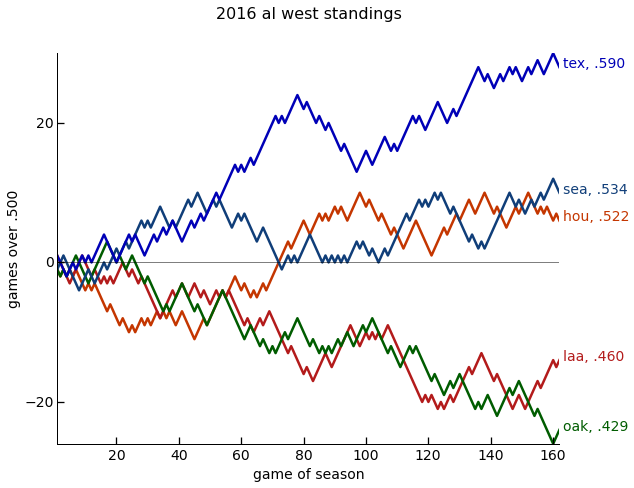 2016 al west standings
tex, .590
20
sea, .534
hou, .522
games over .500
0
laa, .460
−20
oak, .429
20 40 60 80 100 120 140 160
game of season